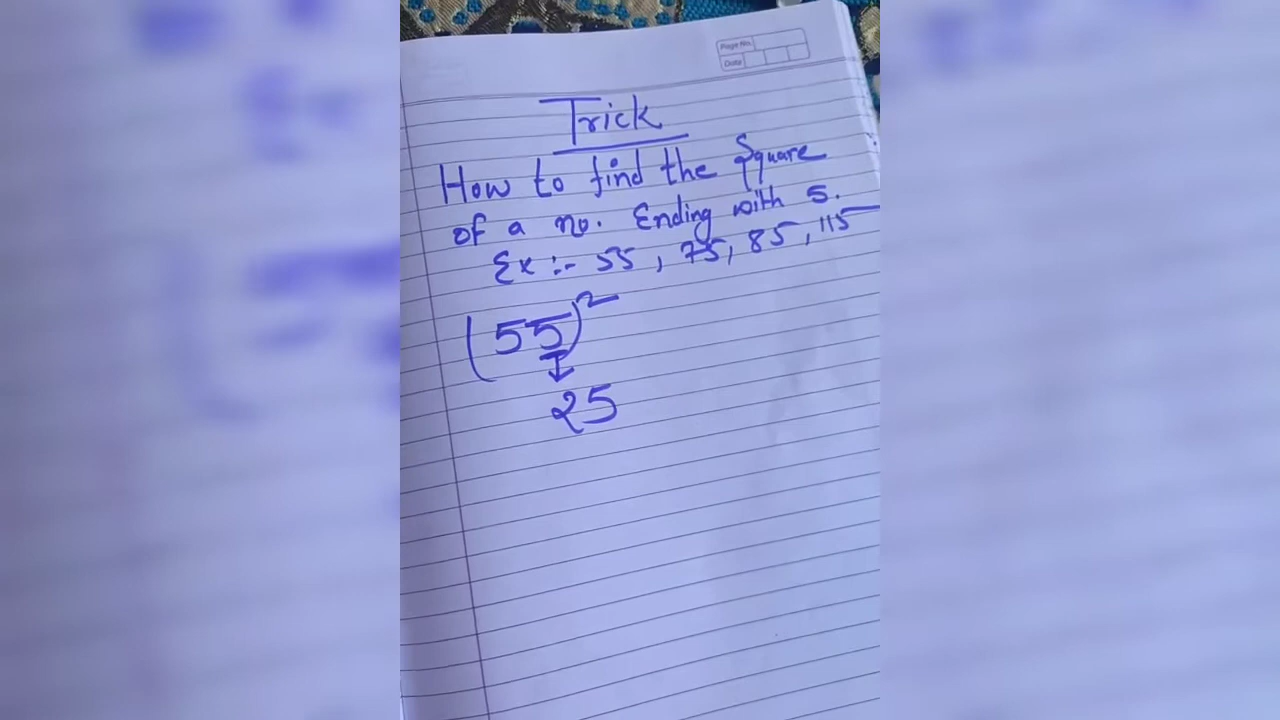 Page No.
Date
Trick
How to find the Square
of a no. Ending with 5.
Ex :- 55, 75, 85, 115
(55)²
25